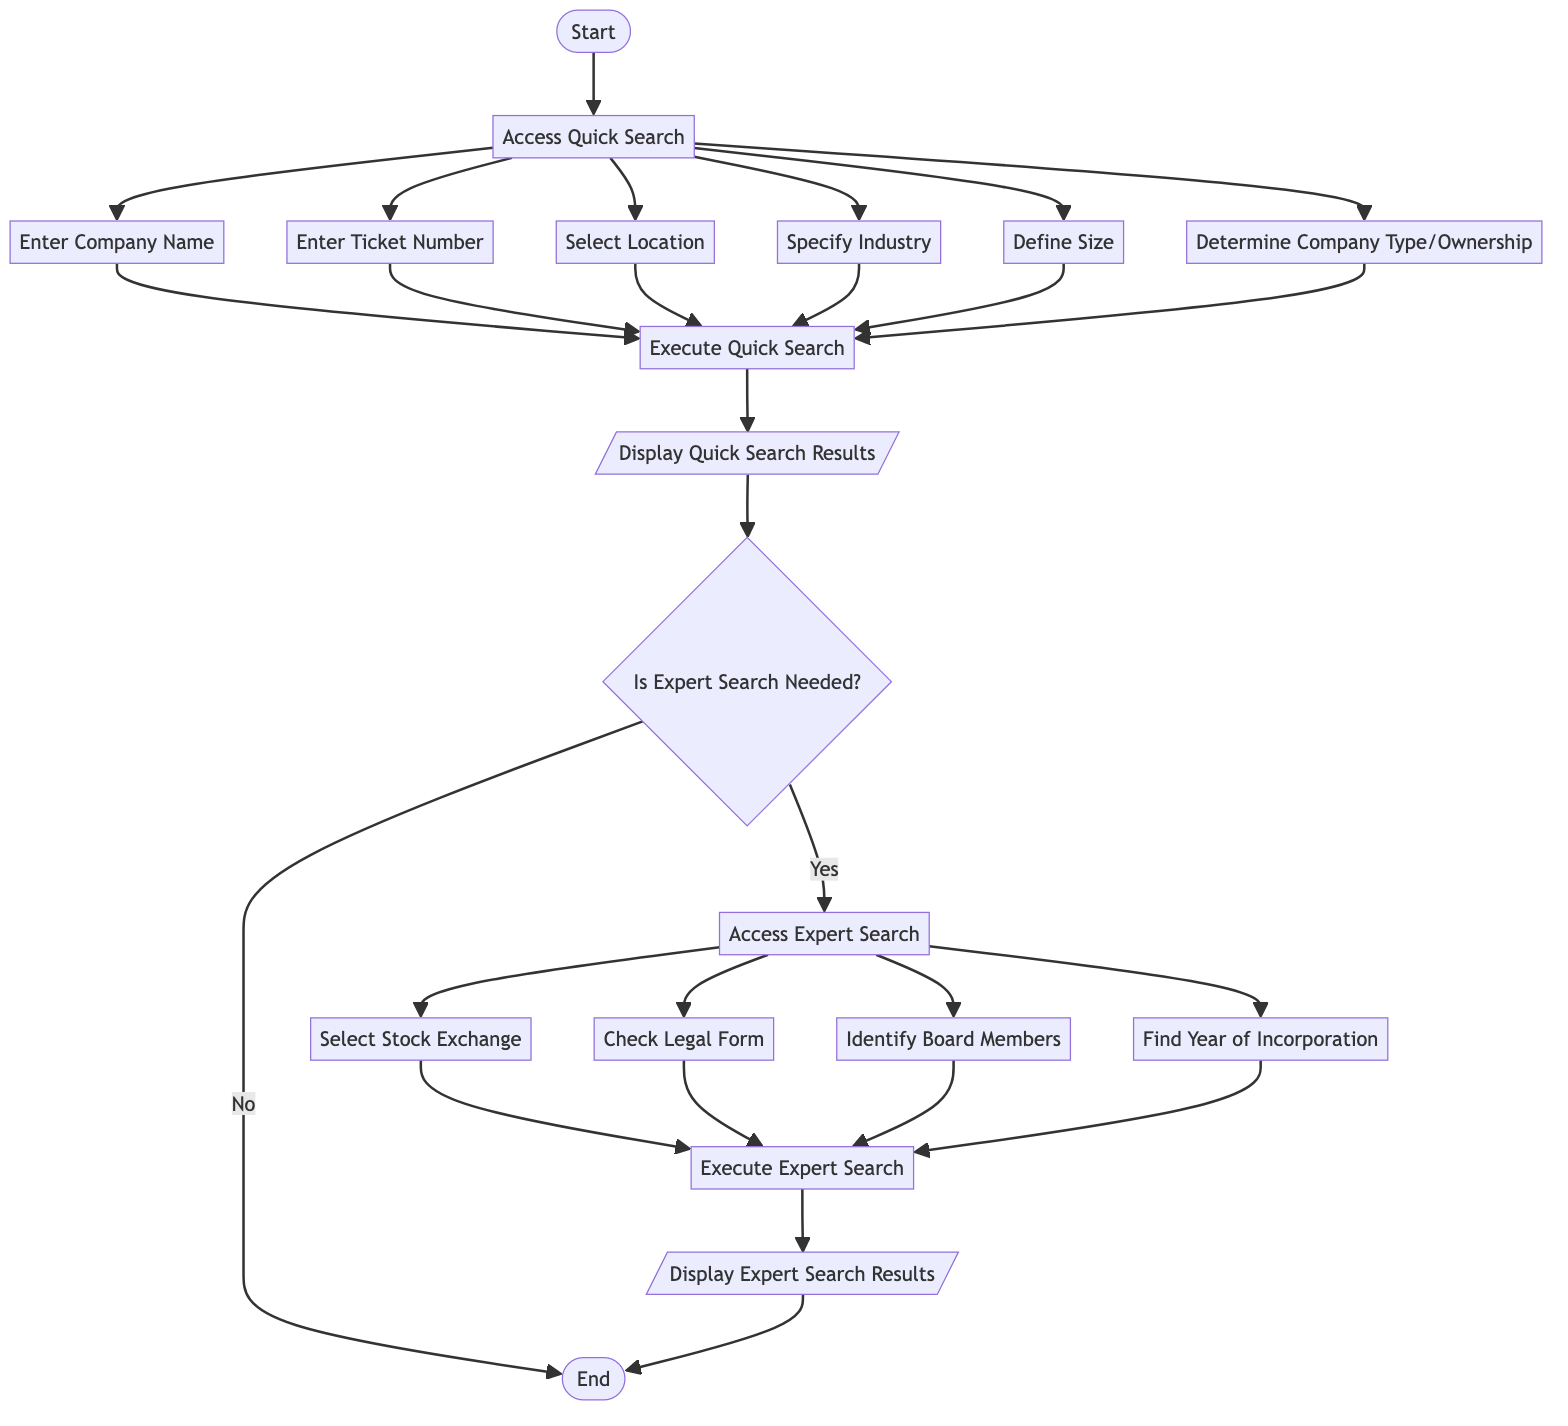 Start
Access Quick Search
Enter Company Name
Enter Ticket Number
Select Location
Specify Industry
Define Size
Determine Company Type/Ownership
Execute Quick Search
Display Quick Search Results
Is Expert Search Needed?
Yes
Access Expert Search
Select Stock Exchange
Check Legal Form
Identify Board Members
Find Year of Incorporation
No
Execute Expert Search
Display Expert Search Results
End